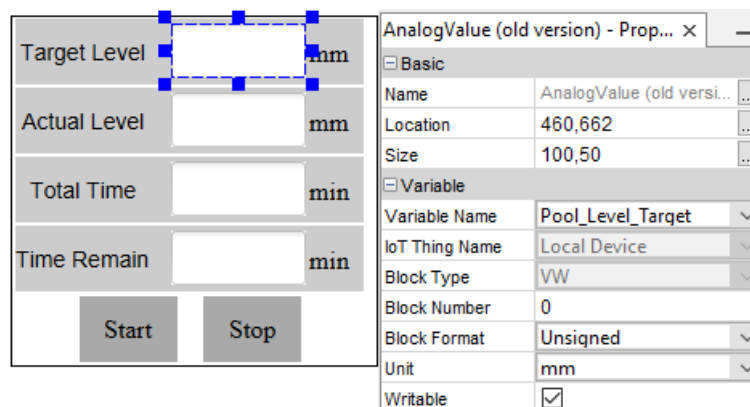 Target Level mm
Actual Level mm
Total Time min
Time Remain min
Start Stop
AnalogValue (old version) - Prop... ×
Basic
Name AnalogValue (old versi... ...
Location 460,662 ...
Size 100,50 ...
Variable
Variable Name Pool_Level_Target
IoT Thing Name Local Device
Block Type VW
Block Number 0
Block Format Unsigned
Unit mm
Writable